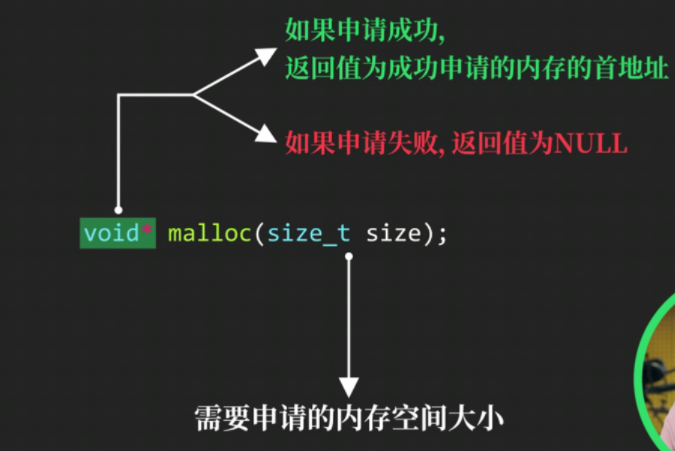 如果申请成功,
返回值为成功申请的内存的首地址
如果申请失败, 返回值为NULL
void* malloc(size_t size);
需要申请的内存空间大小